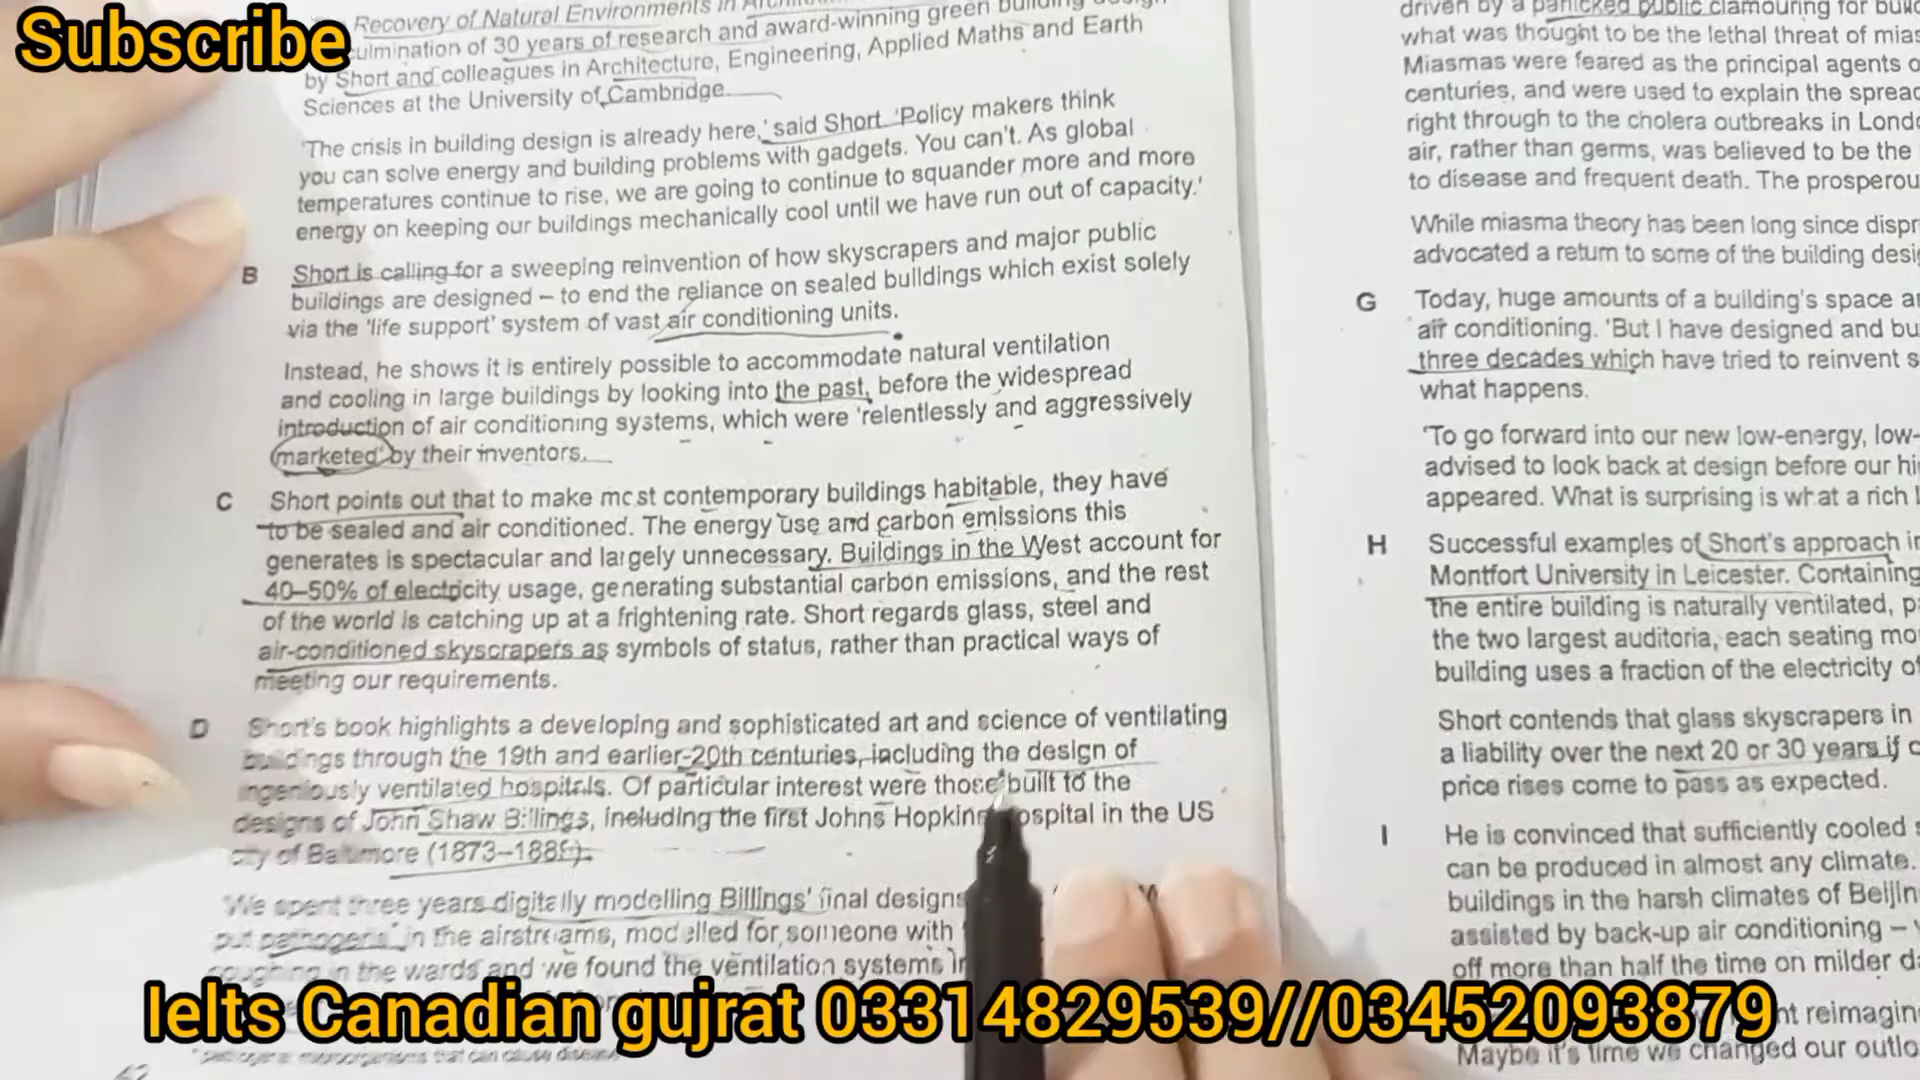 Subscribe
Recovery of Natural Environments in
culmination of 30 years of research and award-winning green building design
by Short and colleagues in Architecture, Engineering, Applied Maths and Earth
Sciences at the University of Cambridge.
'The crisis in building design is already here,' said Short. 'Policy makers think
you can solve energy and building problems with gadgets. You can't. As global
temperatures continue to rise, we are going to continue to squander more and more
energy on keeping our buildings mechanically cool until we have run out of capacity.'
B Short is calling for a sweeping reinvention of how skyscrapers and major public
buildings are designed – to end the reliance on sealed buildings which exist solely
via the 'life support' system of vast air conditioning units.
Instead, he shows it is entirely possible to accommodate natural ventilation
and cooling in large buildings by looking into the past, before the widespread
introduction of air conditioning systems, which were 'relentlessly and aggressively
marketed' by their inventors.
C Short points out that to make most contemporary buildings habitable, they have
to be sealed and air conditioned. The energy use and carbon emissions this
generates is spectacular and largely unnecessary. Buildings in the West account for
40–50% of electricity usage, generating substantial carbon emissions, and the rest
of the world is catching up at a frightening rate. Short regards glass, steel and
air-conditioned skyscrapers as symbols of status, rather than practical ways of
meeting our requirements.
D Short's book highlights a developing and sophisticated art and science of ventilating
buildings through the 19th and earlier-20th centuries, including the design of
ingeniously ventilated hospitals. Of particular interest were those built to the
designs of John Shaw Billings, including the first Johns Hopkins Hospital in the US
city of Baltimore (1873–1889).
'We spent three years digitally modelling Billings' final designs
put pathogens* in the airstreams, modelled for someone with
coughing in the wards and we found the ventilation systems in
* pathogens: microorganisms that can cause disease
42
driven by a panicked public clamouring for
what was thought to be the lethal threat of
Miasmas were feared as the principal agents
centuries, and were used to explain the
right through to the cholera outbreaks in
air, rather than germs, was believed to be the
to disease and frequent death. The
While miasma theory has been long since
advocated a return to some of the building
G Today, huge amounts of a building's space
air conditioning. 'But I have designed and
three decades which have tried to reinvent
what happens.
'To go forward into our new low-energy, low-
advised to look back at design before our
appeared. What is surprising is what a rich
H Successful examples of Short's approach
Montfort University in Leicester. Containing
the entire building is naturally ventilated,
the two largest auditoria, each seating
building uses a fraction of the electricity
Short contends that glass skyscrapers in
a liability over the next 20 or 30 years if
price rises come to pass as expected.
I He is convinced that sufficiently cooled
can be produced in almost any climate.
buildings in the harsh climates of
assisted by back-up air conditioning –
off more than half the time on milder
Maybe it's time we changed our
Ielts Canadian gujrat 03314829539//03452093879